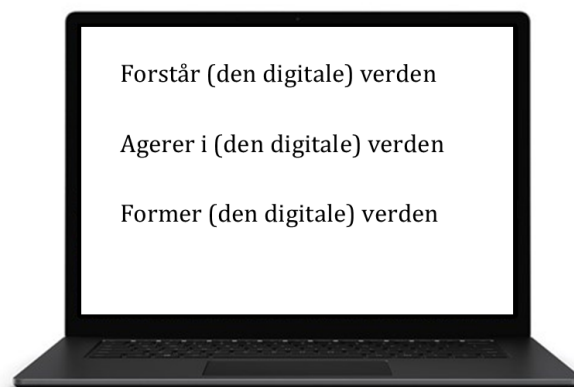 Forstår (den digitale) verden
Agerer i (den digitale) verden
Former (den digitale) verden